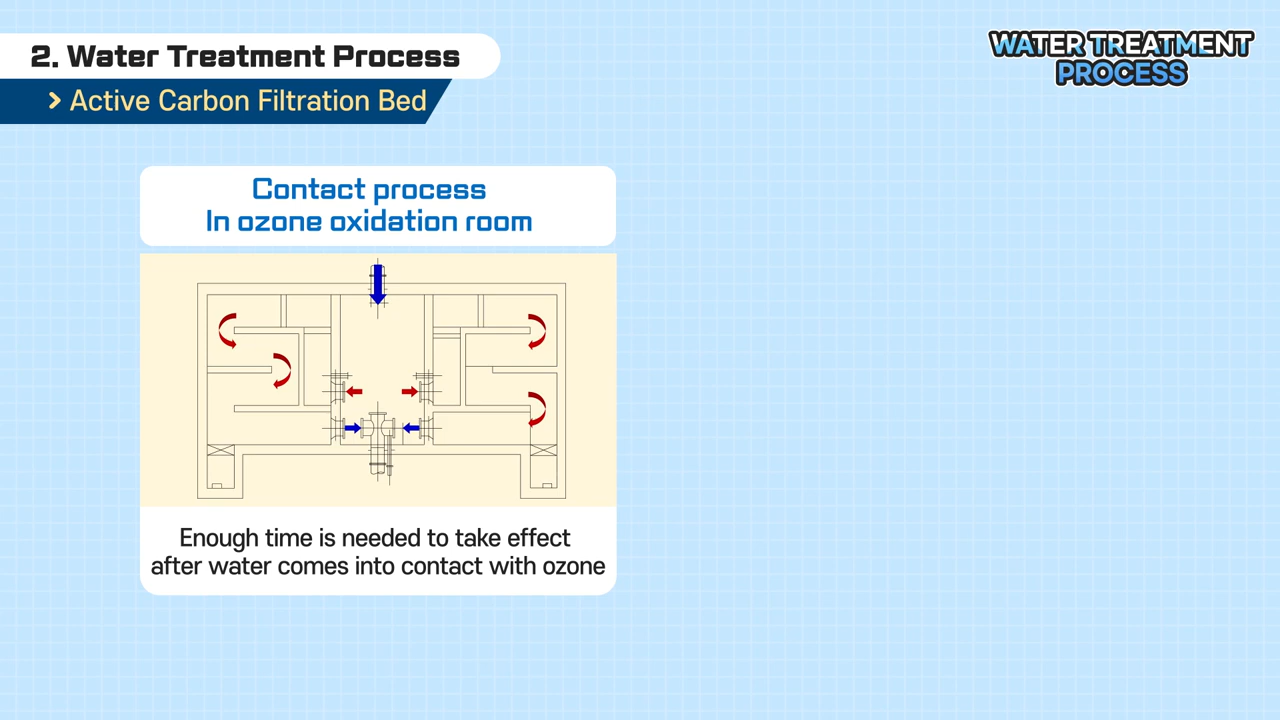 2. Water Treatment Process
> Active Carbon Filtration Bed
WATER TREATMENT
PROCESS
Contact process
In ozone oxidation room
Enough time is needed to take effect
after water comes into contact with ozone